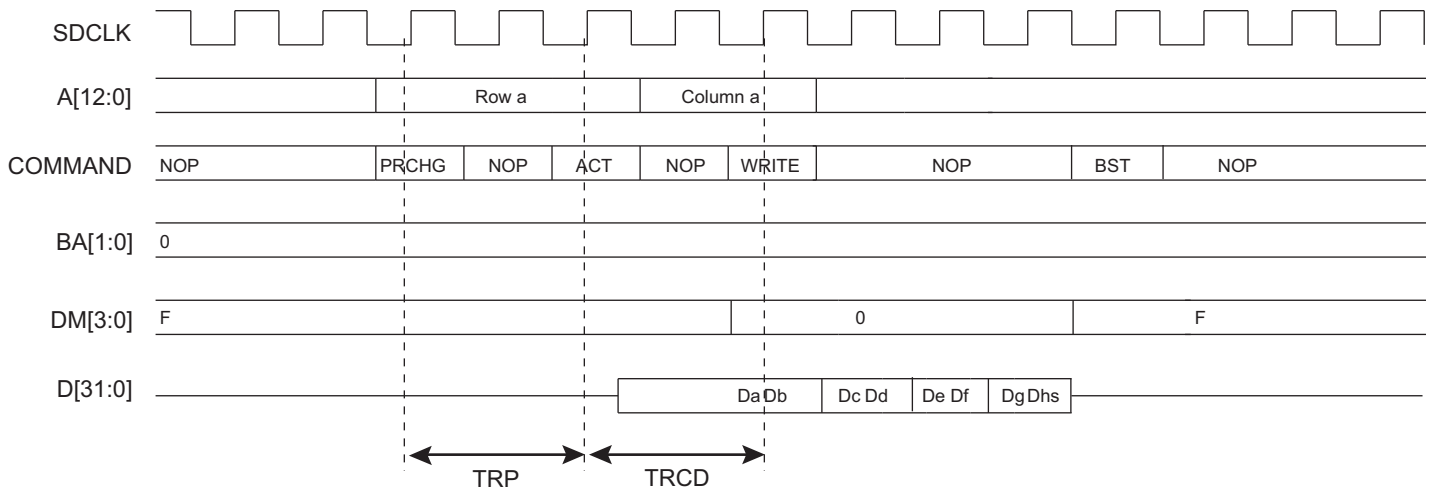 SDCLK
A[12:0] Row a Column a
COMMAND NOP PRCHG NOP ACT NOP WRITE NOP BST NOP
BA[1:0] 0
DM[3:0] F 0 F
D[31:0] Da Db Dc Dd De Df Dg Dhs
TRP TRCD